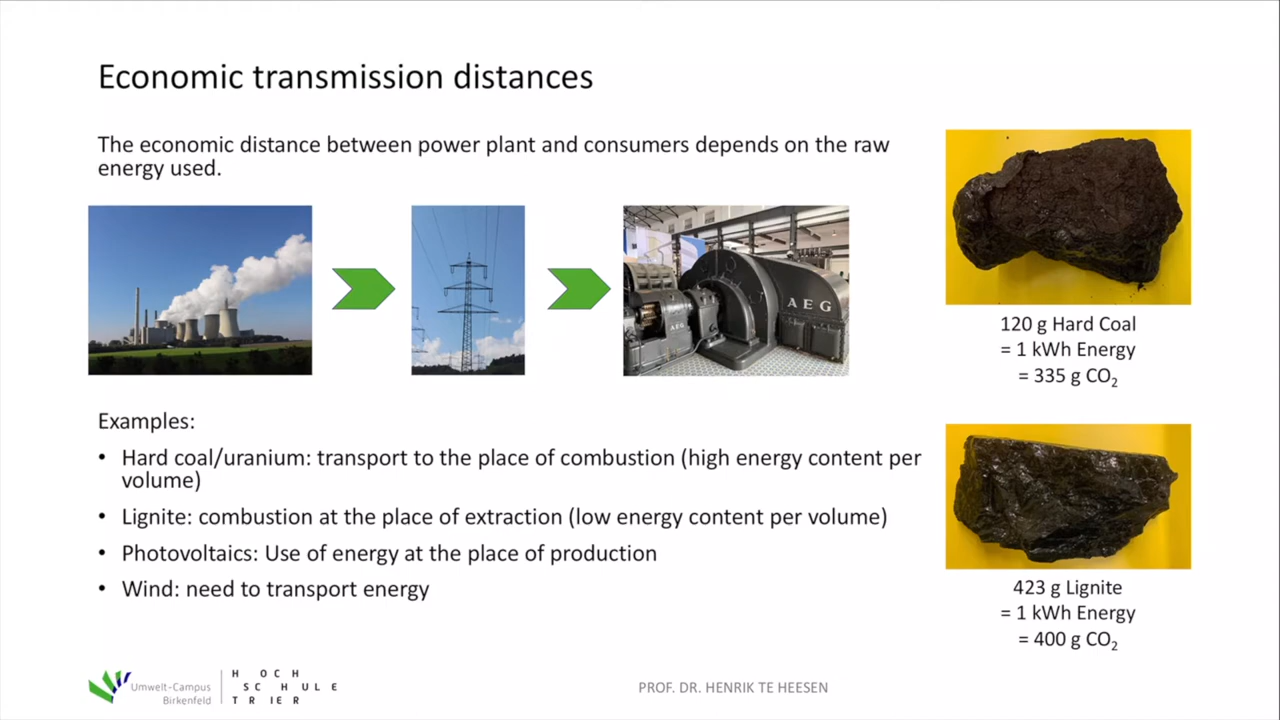 Economic transmission distances
The economic distance between power plant and consumers depends on the raw
energy used.
AEG
AEG
120 g Hard Coal
= 1 kWh Energy
= 335 g CO₂
Examples:
• Hard coal/uranium: transport to the place of combustion (high energy content per
volume)
• Lignite: combustion at the place of extraction (low energy content per volume)
• Photovoltaics: Use of energy at the place of production
• Wind: need to transport energy
423 g Lignite
= 1 kWh Energy
= 400 g CO₂
Umwelt-Campus
Birkenfeld
HOCH
SCHULE
TRIER
PROF. DR. HENRIK TE HEESEN